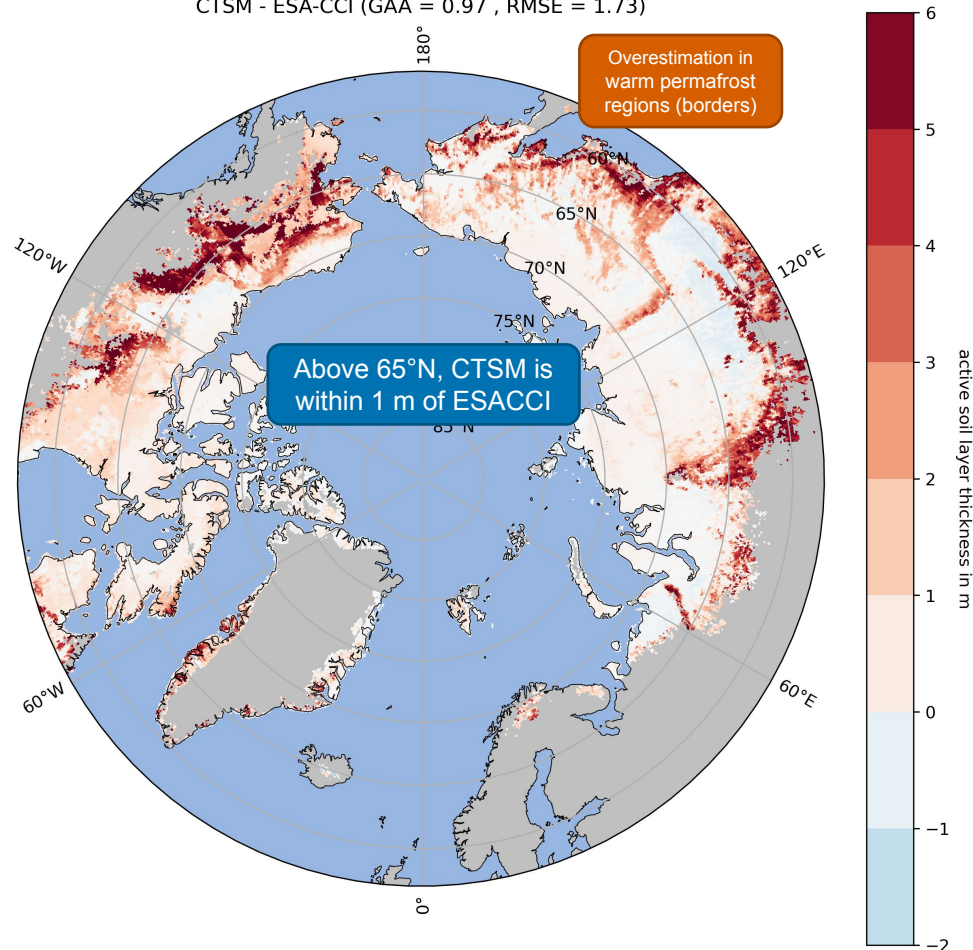 CTSM - ESA-CCI (GAA = 0.97 , RMSE = 1.73)
180°
Overestimation in
warm permafrost
regions (borders)
60°N
65°N
120°W
120°E
70°N
75°N
Above 65°N, CTSM is
within 1 m of ESACCI
85°N
60°W
60°E
0°
6
5
4
3
2
1
0
−1
−2
active soil layer thickness in m